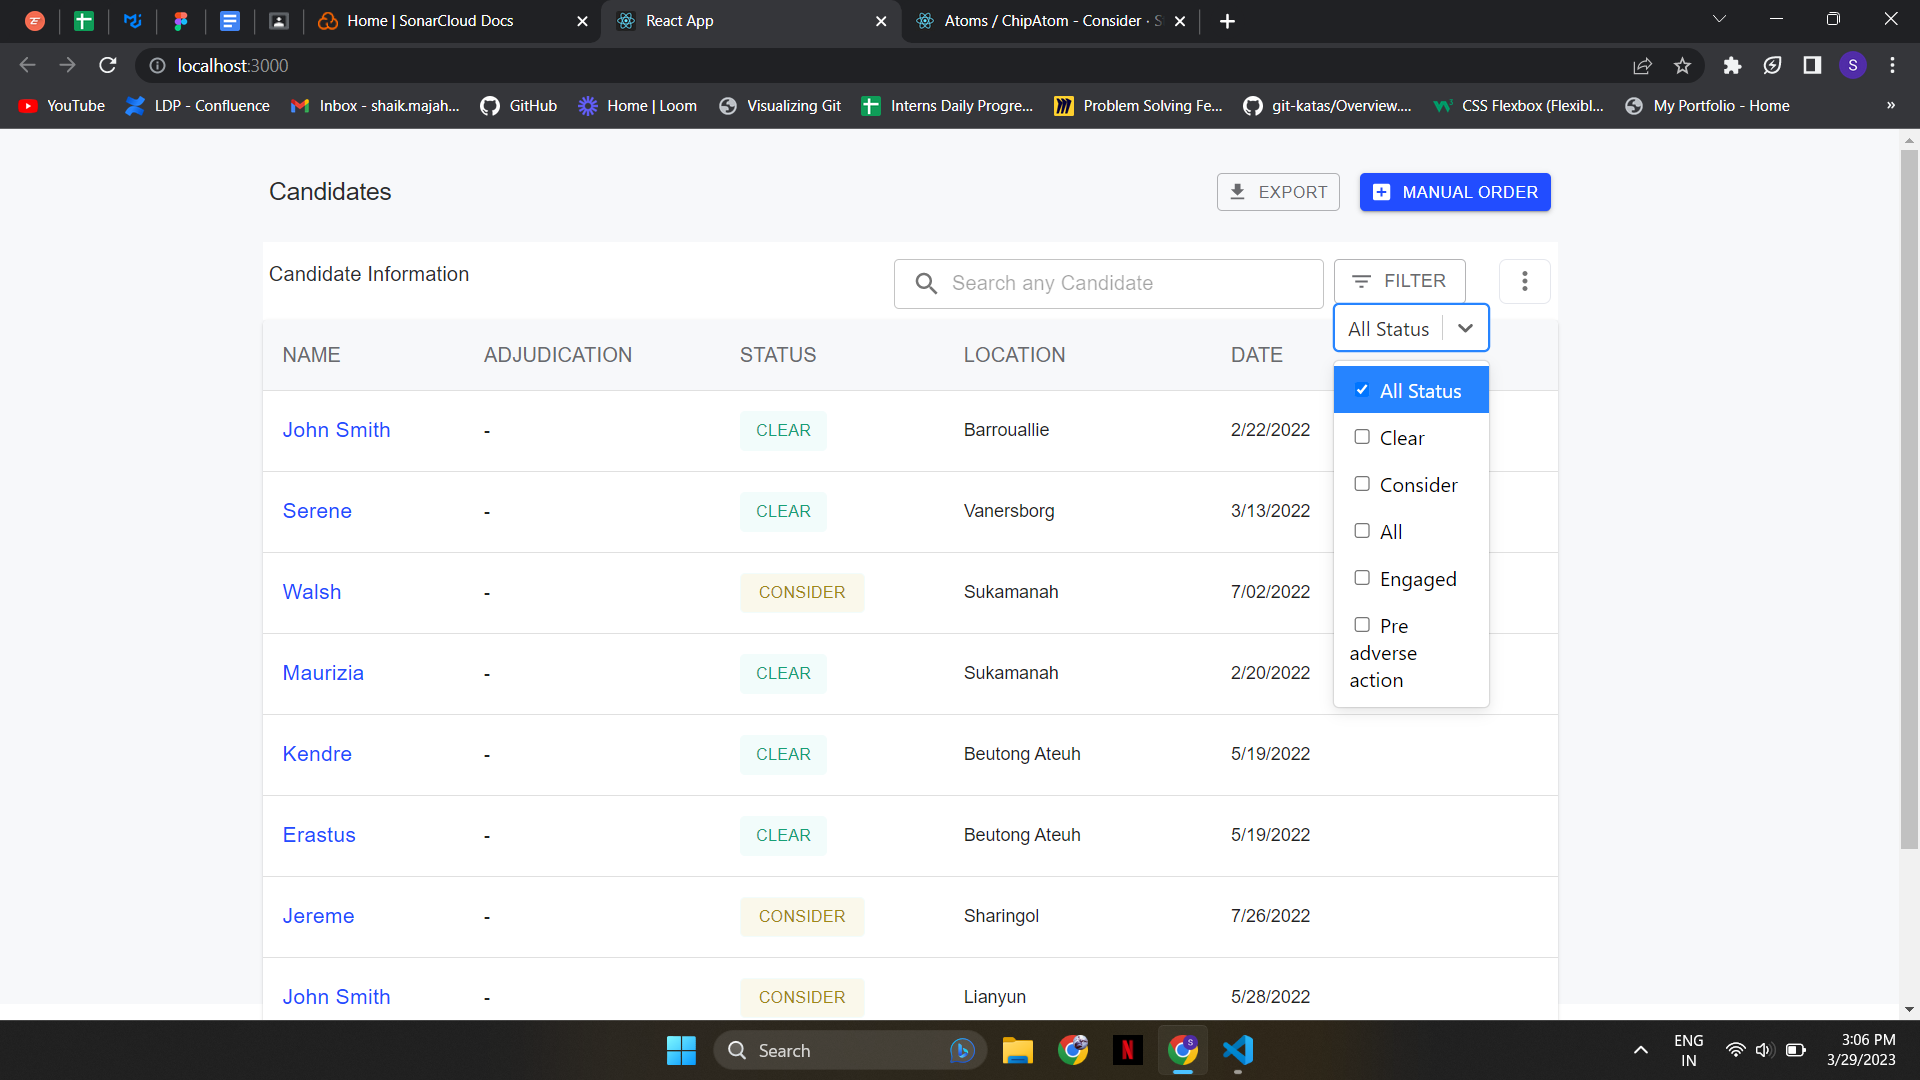 Home | SonarCloud Docs
React App
Atoms / ChipAtom - Consider
localhost:3000
S
YouTube
LDP - Confluence
Inbox - shaik.majah...
GitHub
Home | Loom
Visualizing Git
Interns Daily Progre...
Problem Solving Fe...
git-katas/Overview....
CSS Flexbox (Flexibl...
My Portfolio - Home
»
Candidates
EXPORT
MANUAL ORDER
Candidate Information
Search any Candidate
FILTER
All Status
NAME ADJUDICATION STATUS LOCATION DATE
All Status
Clear
Consider
All
Engaged
Pre
adverse
action
John Smith - CLEAR Barrouallie 2/22/2022
Serene - CLEAR Vanersborg 3/13/2022
Walsh - CONSIDER Sukamanah 7/02/2022
Maurizia - CLEAR Sukamanah 2/20/2022
Kendre - CLEAR Beutong Ateuh 5/19/2022
Erastus - CLEAR Beutong Ateuh 5/19/2022
Jereme - CONSIDER Sharingol 7/26/2022
John Smith - CONSIDER Lianyun 5/28/2022
Search
N
S
ENG
IN
3:06 PM
3/29/2023